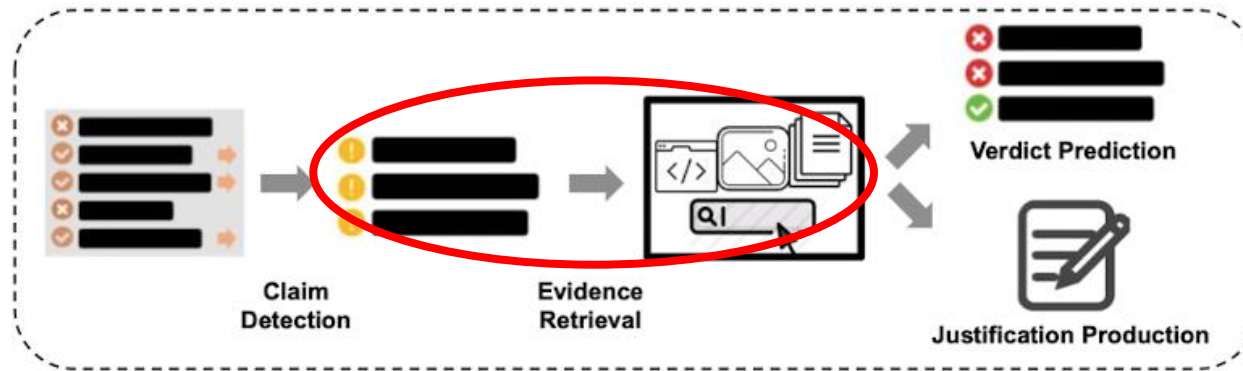 Claim
Detection
Evidence
Retrieval
</>
Verdict Prediction
Justification Production